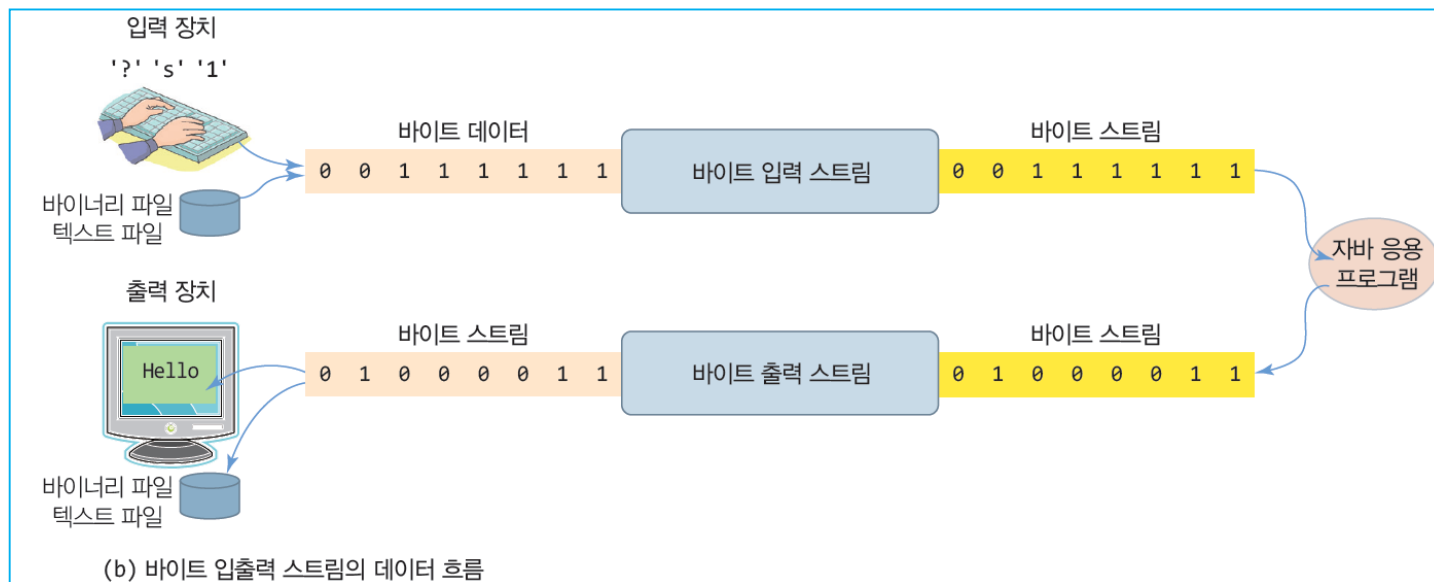 입력 장치
'?' 's' '1'
바이트 데이터
바이트 스트림
0 0 1 1 1 1 1 1
바이트 입력 스트림
0 0 1 1 1 1 1 1
바이너리 파일
텍스트 파일
자바 응용
프로그램
출력 장치
Hello
바이트 스트림
바이트 스트림
0 1 0 0 0 0 1 1
바이트 출력 스트림
0 1 0 0 0 0 1 1
바이너리 파일
텍스트 파일
(b) 바이트 입출력 스트림의 데이터 흐름